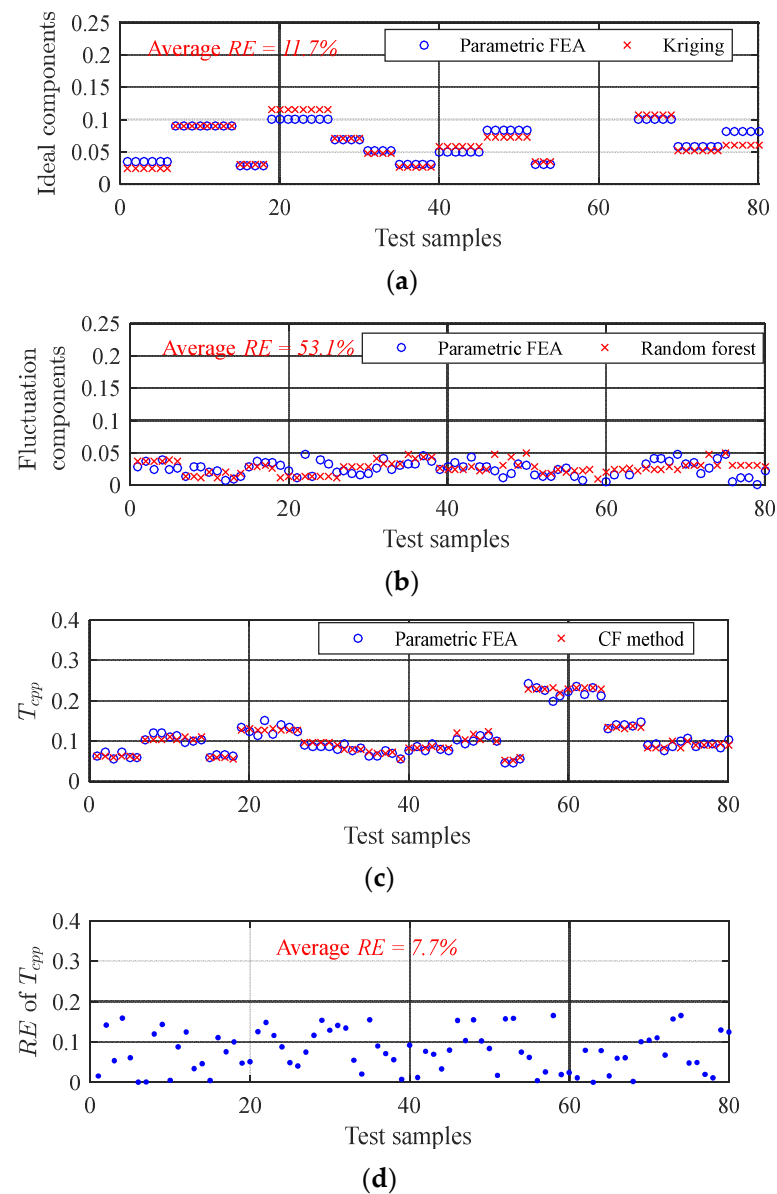 0.25
0.2
0.15
0.1
0.05
0
Ideal components
Average RE = 11.7%
Parametric FEA
Kriging
0 20 40 60 80
Test samples
(a)
0.25
0.2
0.15
0.1
0.05
0
Fluctuation
components
Average RE = 53.1%
Parametric FEA
Random forest
0 20 40 60 80
Test samples
(b)
0.4
0.3
0.2
0.1
0
Tcpp
Parametric FEA
CF method
0 20 40 60 80
Test samples
(c)
0.4
0.3
0.2
0.1
0
RE of Tcpp
Average RE = 7.7%
0 20 40 60 80
Test samples
(d)